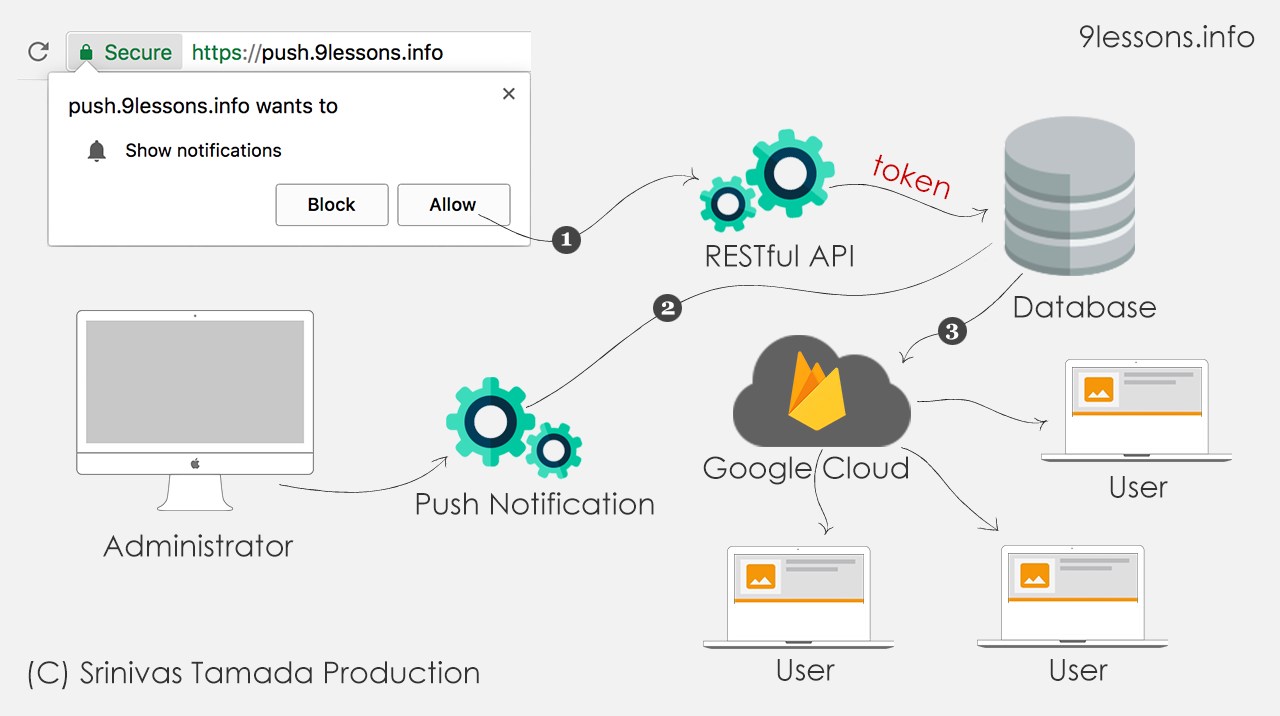 9lessons.info
Secure https://push.9lessons.info
push.9lessons.info wants to
Show notifications
Block Allow
1
token
RESTful API
2
Database
3
Google Cloud
User
Push Notification
Administrator
User
User
(C) Srinivas Tamada Production